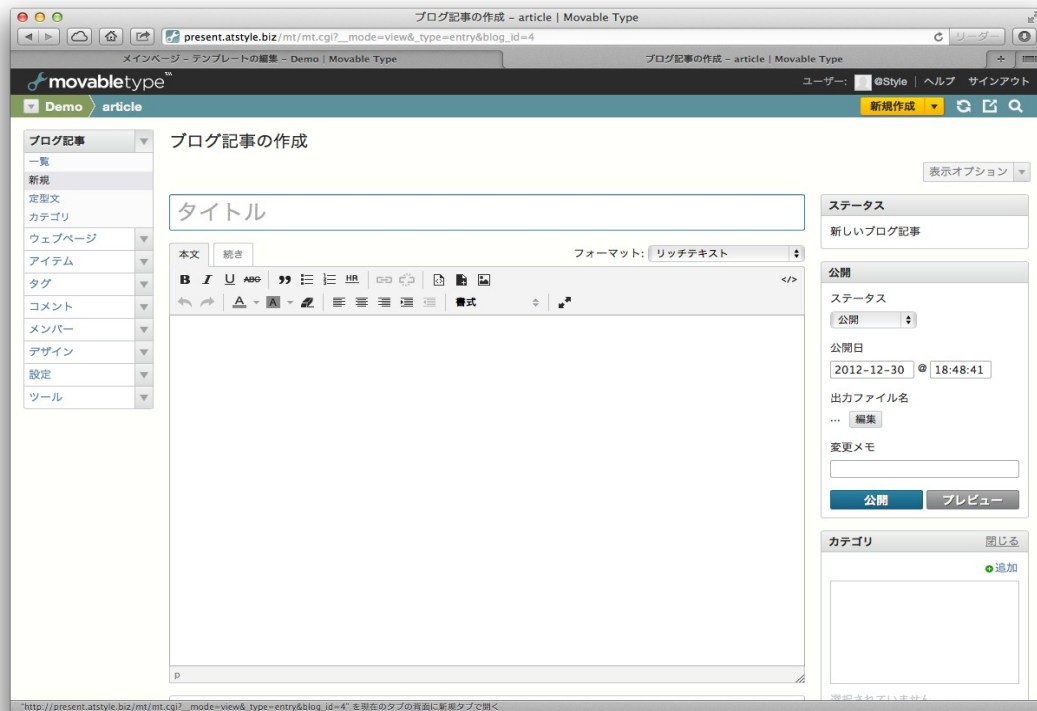 ブログ記事の作成 – article | Movable Type
present.atstyle.biz/mt/mt.cgi?__mode=view&_type=entry&blog_id=4
リーダー
メインページ – テンプレートの編集 – Demo | Movable Type
ブログ記事の作成 – article | Movable Type
movabletype™
ユーザー: @Style | ヘルプ サインアウト
Demo article
新規作成
ブログ記事
一覧
新規
定型文
カテゴリ
ウェブページ
アイテム
タグ
コメント
メンバー
デザイン
設定
ツール
ブログ記事の作成
表示オプション
タイトル
本文 続き
フォーマット: リッチテキスト
B I U ABC HR </>
A A 書式
p
ステータス
新しいブログ記事
公開
ステータス
公開
公開日
2012-12-30 @ 18:48:41
出力ファイル名
... 編集
変更メモ
公開 プレビュー
カテゴリ 閉じる
追加
選択されていません
"http://present.atstyle.biz/mt/mt.cgi?__mode=view&_type=entry&blog_id=4" を現在のタブの背面に新規タブで開く